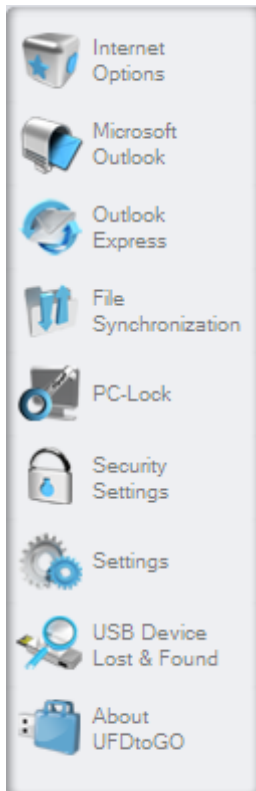 Internet
Options
Microsoft
Outlook
Outlook
Express
File
Synchronization
PC-Lock
Security
Settings
Settings
USB Device
Lost & Found
About
UFDtoGO